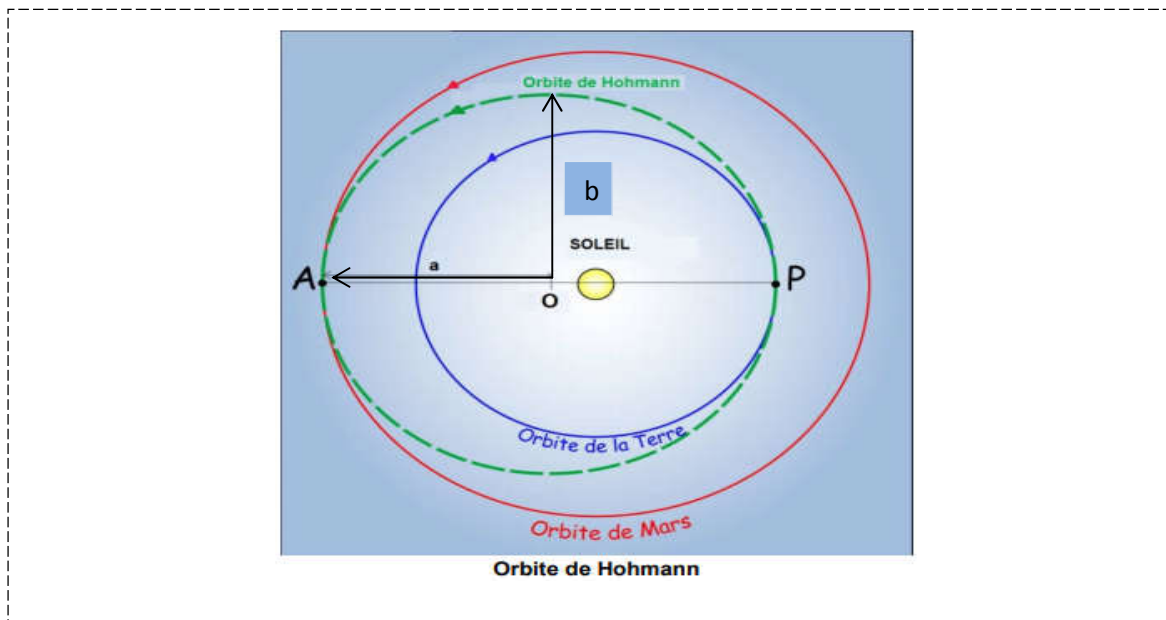 Orbite de Hohmann
b
SOLEIL
a
A
O
P
Orbite de la Terre
Orbite de Mars
Orbite de Hohmann